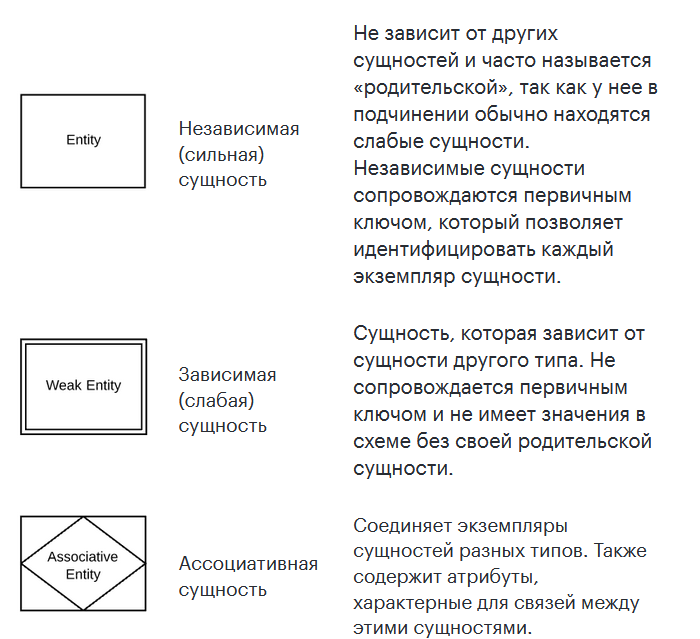 Entity
Независимая
(сильная)
сущность
Не зависит от других
сущностей и часто называется
«родительской», так как у нее в
подчинении обычно находятся
слабые сущности.
Независимые сущности
сопровождаются первичным
ключом, который позволяет
идентифицировать каждый
экземпляр сущности.
Weak Entity
Зависимая
(слабая)
сущность
Сущность, которая зависит от
сущности другого типа. Не
сопровождается первичным
ключом и не имеет значения в
схеме без своей родительской
сущности.
Associative
Entity
Ассоциативная
сущность
Соединяет экземпляры
сущностей разных типов. Также
содержит атрибуты,
характерные для связей между
этими сущностями.